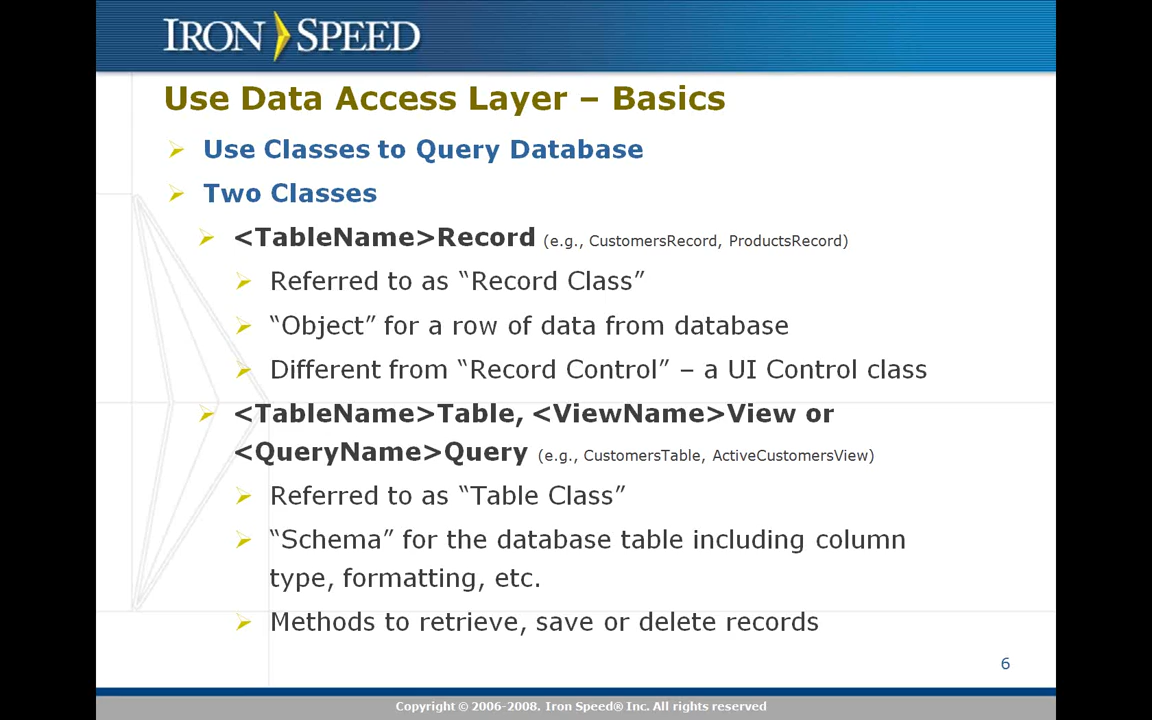 IRON SPEED
Use Data Access Layer – Basics
Use Classes to Query Database
Two Classes
<TableName>Record (e.g., CustomersRecord, ProductsRecord)
Referred to as “Record Class”
“Object” for a row of data from database
Different from “Record Control” – a UI Control class
<TableName>Table, <ViewName>View or
<QueryName>Query (e.g., CustomersTable, ActiveCustomersView)
Referred to as “Table Class”
“Schema” for the database table including column
type, formatting, etc.
Methods to retrieve, save or delete records
6
Copyright © 2006-2008. Iron Speed® Inc. All rights reserved